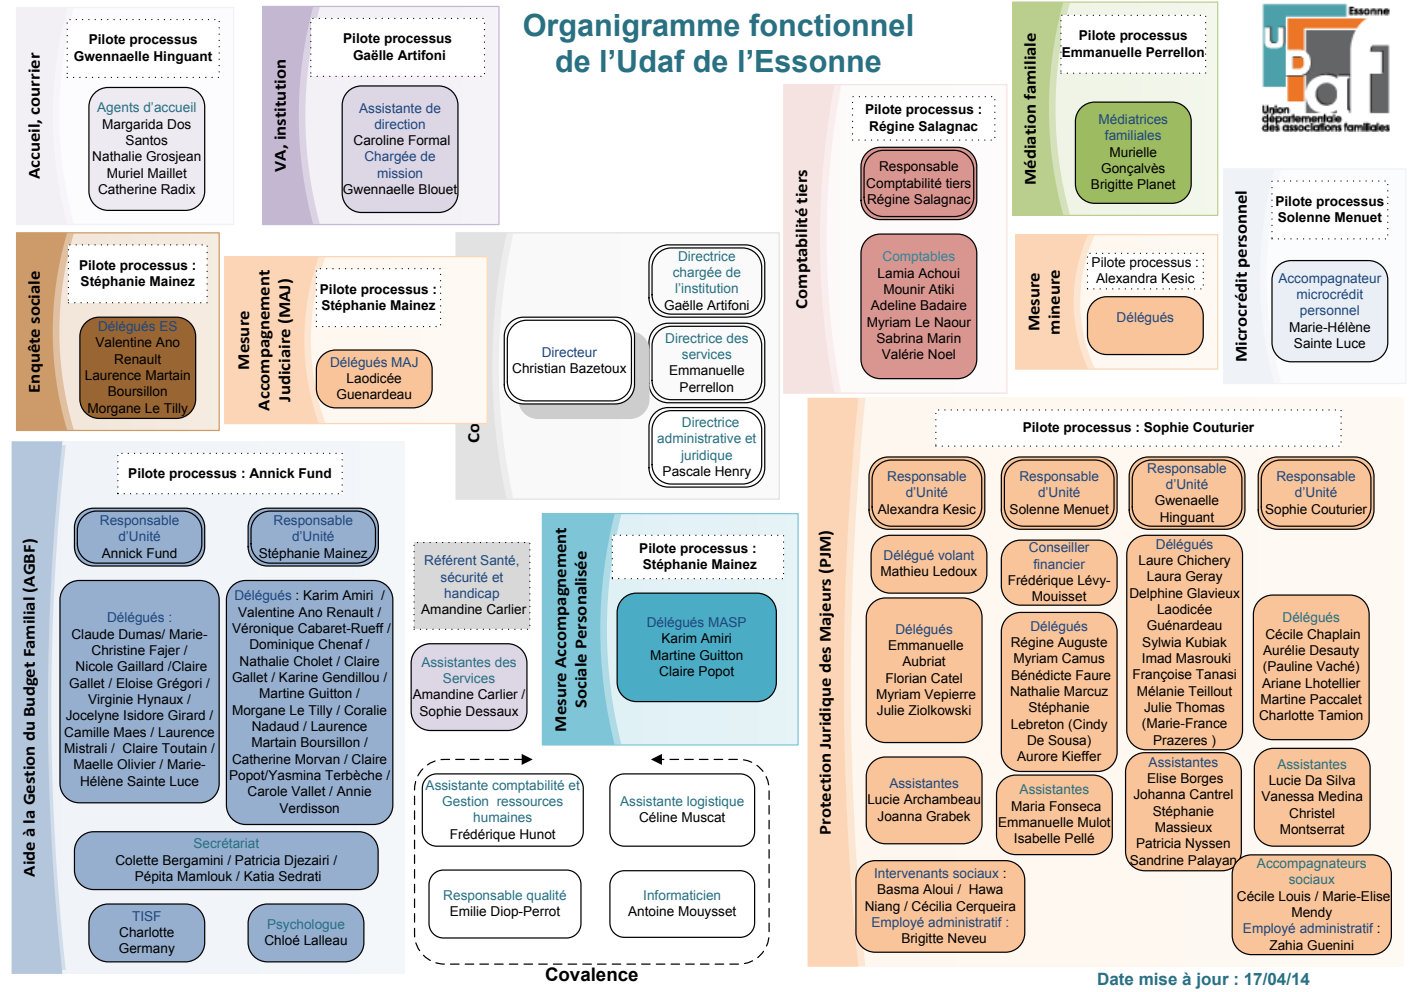 Organigramme fonctionnel
de l'Udaf de l'Essonne
Essonne
Udaf
Union
départementale
des associations familiales
Accueil, courrier
Pilote processus
Gwennaelle Hinguant
Agents d'accueil
Margarida Dos
Santos
Nathalie Grosjean
Muriel Maillet
Catherine Radix
VA, institution
Pilote processus
Gaëlle Artifoni
Assistante de
direction
Caroline Formal
Chargée de
mission
Gwennaelle Blouet
Comptabilité tiers
Pilote processus :
Régine Salagnac
Responsable
Comptabilité tiers
Régine Salagnac
Comptables
Lamia Achoui
Mounir Atiki
Adeline Badaire
Myriam Le Naour
Sabrina Marin
Valérie Noel
Médiation familiale
Pilote processus
Emmanuelle Perrellon
Médiatrices
familiales
Murielle
Gonçalvès
Brigitte Planet
Microcrédit personnel
Pilote processus
Solenne Menuet
Accompagnateur
microcrédit
personnel
Marie-Hélène
Sainte Luce
Mesure
mineure
Pilote processus :
Alexandra Kesic
Délégués
Enquête sociale
Pilote processus :
Stéphanie Mainez
Délégués ES
Valentine Ano
Renault
Laurence Martain
Boursillon
Morgane Le Tilly
Mesure
Accompagnement
Judiciaire (MAJ)
Pilote processus :
Stéphanie Mainez
Délégués MAJ
Laodicée
Guenardeau
Co
Directeur
Christian Bazetoux
Directrice
chargée de
l'institution
Gaëlle Artifoni
Directrice des
services
Emmanuelle
Perrellon
Directrice
administrative et
juridique
Pascale Henry
Aide à la Gestion du Budget Familial (AGBF)
Pilote processus : Annick Fund
Responsable
d'Unité
Annick Fund
Responsable
d'Unité
Stéphanie Mainez
Délégués :
Claude Dumas/ Marie-
Christine Fajer /
Nicole Gaillard /Claire
Gallet / Eloise Grégori /
Virginie Hynaux /
Jocelyne Isidore Girard /
Camille Maes / Laurence
Mistrali / Claire Toutain /
Maelle Olivier / Marie-
Hélène Sainte Luce
Délégués : Karim Amiri /
Valentine Ano Renault /
Véronique Cabaret-Rueff /
Dominique Chenaf /
Nathalie Cholet / Claire
Gallet / Karine Gendillou /
Martine Guitton /
Morgane Le Tilly / Coralie
Nadaud / Laurence
Martain Boursillon /
Catherine Morvan / Claire
Popot/Yasmina Terbèche /
Carole Vallet / Annie
Verdisson
Secrétariat
Colette Bergamini / Patricia Djezairi /
Pépita Mamlouk / Katia Sedrati
TISF
Charlotte
Germany
Psychologue
Chloé Lalleau
Référent Santé,
sécurité et
handicap
Amandine Carlier
Assistantes des
Services
Amandine Carlier /
Sophie Dessaux
Mesure Accompagnement
Sociale Personalisée
Pilote processus :
Stéphanie Mainez
Délégués MASP
Karim Amiri
Martine Guitton
Claire Popot
Assistante comptabilité et
Gestion ressources
humaines
Frédérique Hunot
Assistante logistique
Céline Muscat
Responsable qualité
Emilie Diop-Perrot
Informaticien
Antoine Mouysset
Covalence
Protection Juridique des Majeurs (PJM)
Pilote processus : Sophie Couturier
Responsable
d'Unité
Alexandra Kesic
Délégué volant
Mathieu Ledoux
Délégués
Emmanuelle
Aubriat
Florian Catel
Myriam Vepierre
Julie Ziolkowski
Assistantes
Lucie Archambeau
Joanna Grabek
Responsable
d'Unité
Solenne Menuet
Conseiller
financier
Frédérique Lévy-
Mouisset
Délégués
Régine Auguste
Myriam Camus
Bénédicte Faure
Nathalie Marcuz
Stéphanie
Lebreton (Cindy
De Sousa)
Aurore Kieffer
Assistantes
Maria Fonseca
Emmanuelle Mulot
Isabelle Pellé
Responsable
d'Unité
Gwenaelle
Hinguant
Délégués
Laure Chichery
Laura Geray
Delphine Glavieux
Laodicée
Guénardeau
Sylwia Kubiak
Imad Masrouki
Françoise Tanasi
Mélanie Teillout
Julie Thomas
(Marie-France
Prazeres )
Assistantes
Elise Borges
Johanna Cantrel
Stéphanie
Massieux
Patricia Nyssen
Sandrine Palayan
Responsable
d'Unité
Sophie Couturier
Délégués
Cécile Chaplain
Aurélie Desauty
(Pauline Vaché)
Ariane Lhotellier
Martine Paccalet
Charlotte Tamion
Assistantes
Lucie Da Silva
Vanessa Medina
Christel
Montserrat
Intervenants sociaux :
Basma Aloui / Hawa
Niang / Cécilia Cerqueira
Employé administratif :
Brigitte Neveu
Accompagnateurs
sociaux
Cécile Louis / Marie-Elise
Mendy
Employé administratif :
Zahia Guenini
Date mise à jour : 17/04/14